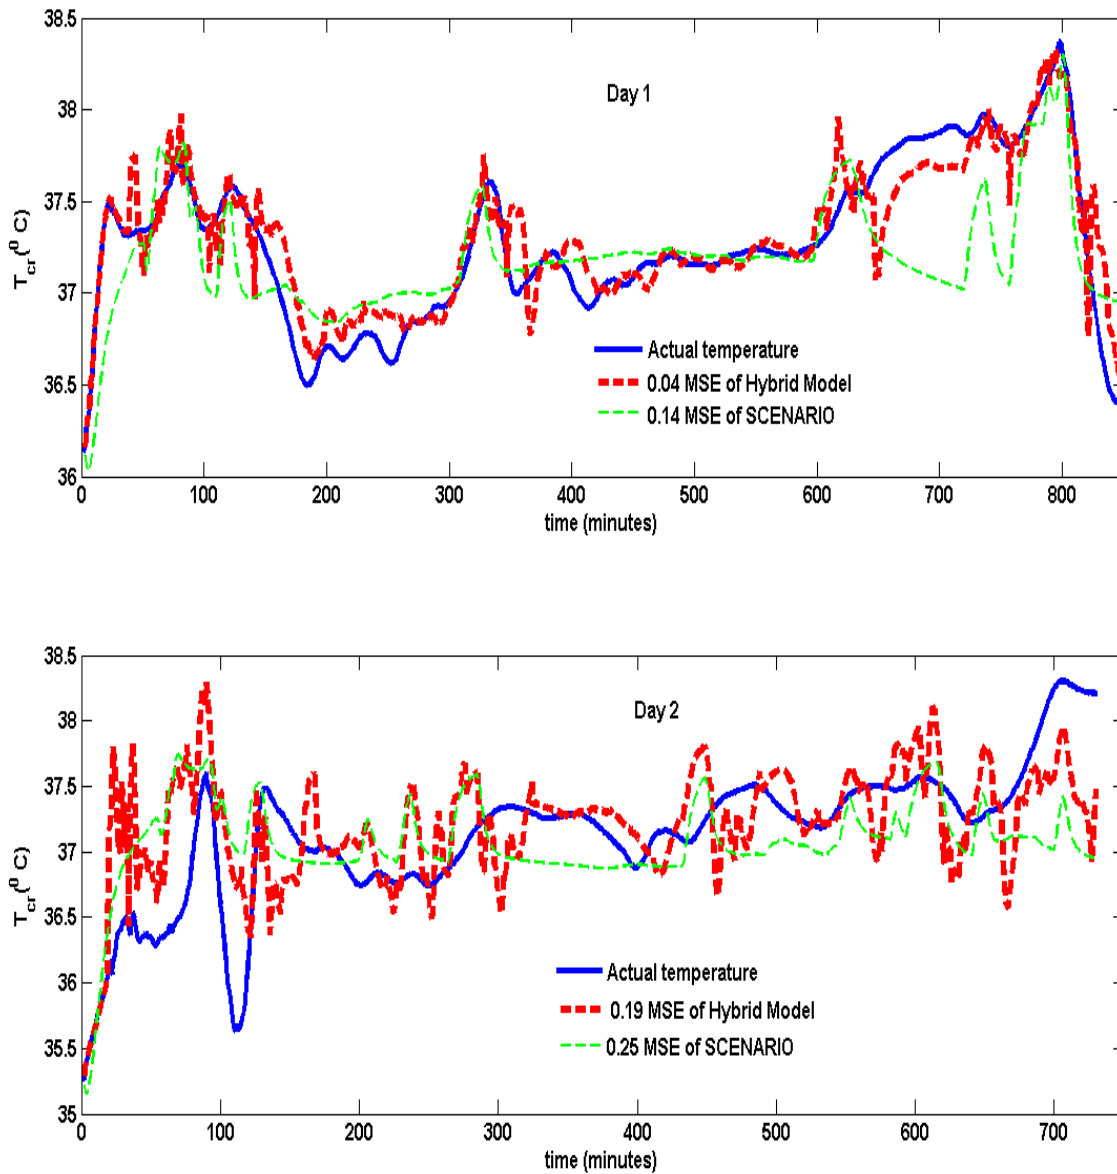 38.5
38
37.5
37
36.5
36
T_cr (⁰ C)
Day 1
Actual temperature
0.04 MSE of Hybrid Model
0.14 MSE of SCENARIO
0 100 200 300 400 500 600 700 800
time (minutes)
38.5
38
37.5
37
36.5
36
35.5
35
T_cr (⁰ C)
Day 2
Actual temperature
0.19 MSE of Hybrid Model
0.25 MSE of SCENARIO
0 100 200 300 400 500 600 700
time (minutes)